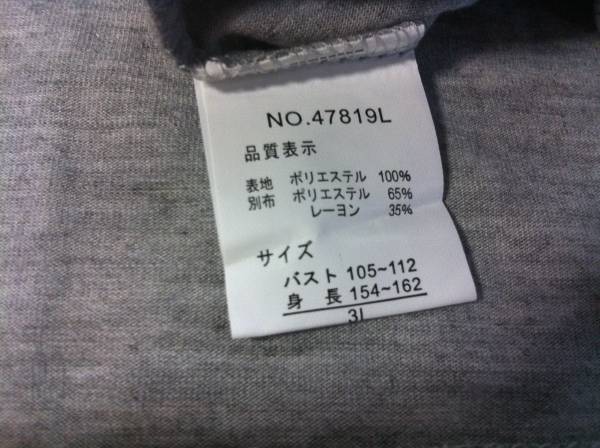 NO.47819L
品質表示
表地 ポリエステル 100%
別布 ポリエステル 65%
レーヨン 35%
サイズ
バスト 105~112
身 長 154~162
3L